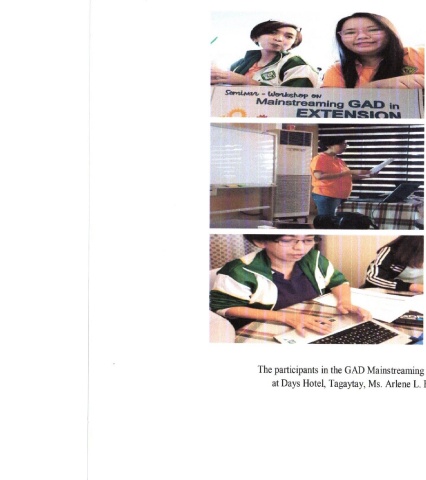 Seminar - Workshop on
Mainstreaming GAD in
EXTENSION
The participants in the GAD Mainstreaming
at Days Hotel, Tagaytay, Ms. Arlene L.